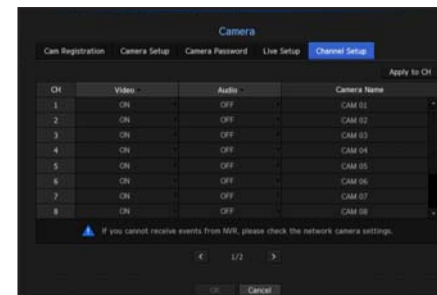 Camera
Cam Registration Camera Setup Camera Password Live Setup Channel Setup
Apply to CH
CH Video Audio Camera Name
1 ON OFF CAM 01
2 ON OFF CAM 02
3 ON OFF CAM 03
4 ON OFF CAM 04
5 ON OFF CAM 05
6 ON OFF CAM 06
7 ON OFF CAM 07
8 ON OFF CAM 08
If you cannot receive events from NVR, please check the network camera settings.
< 1/2 >
OK Cancel